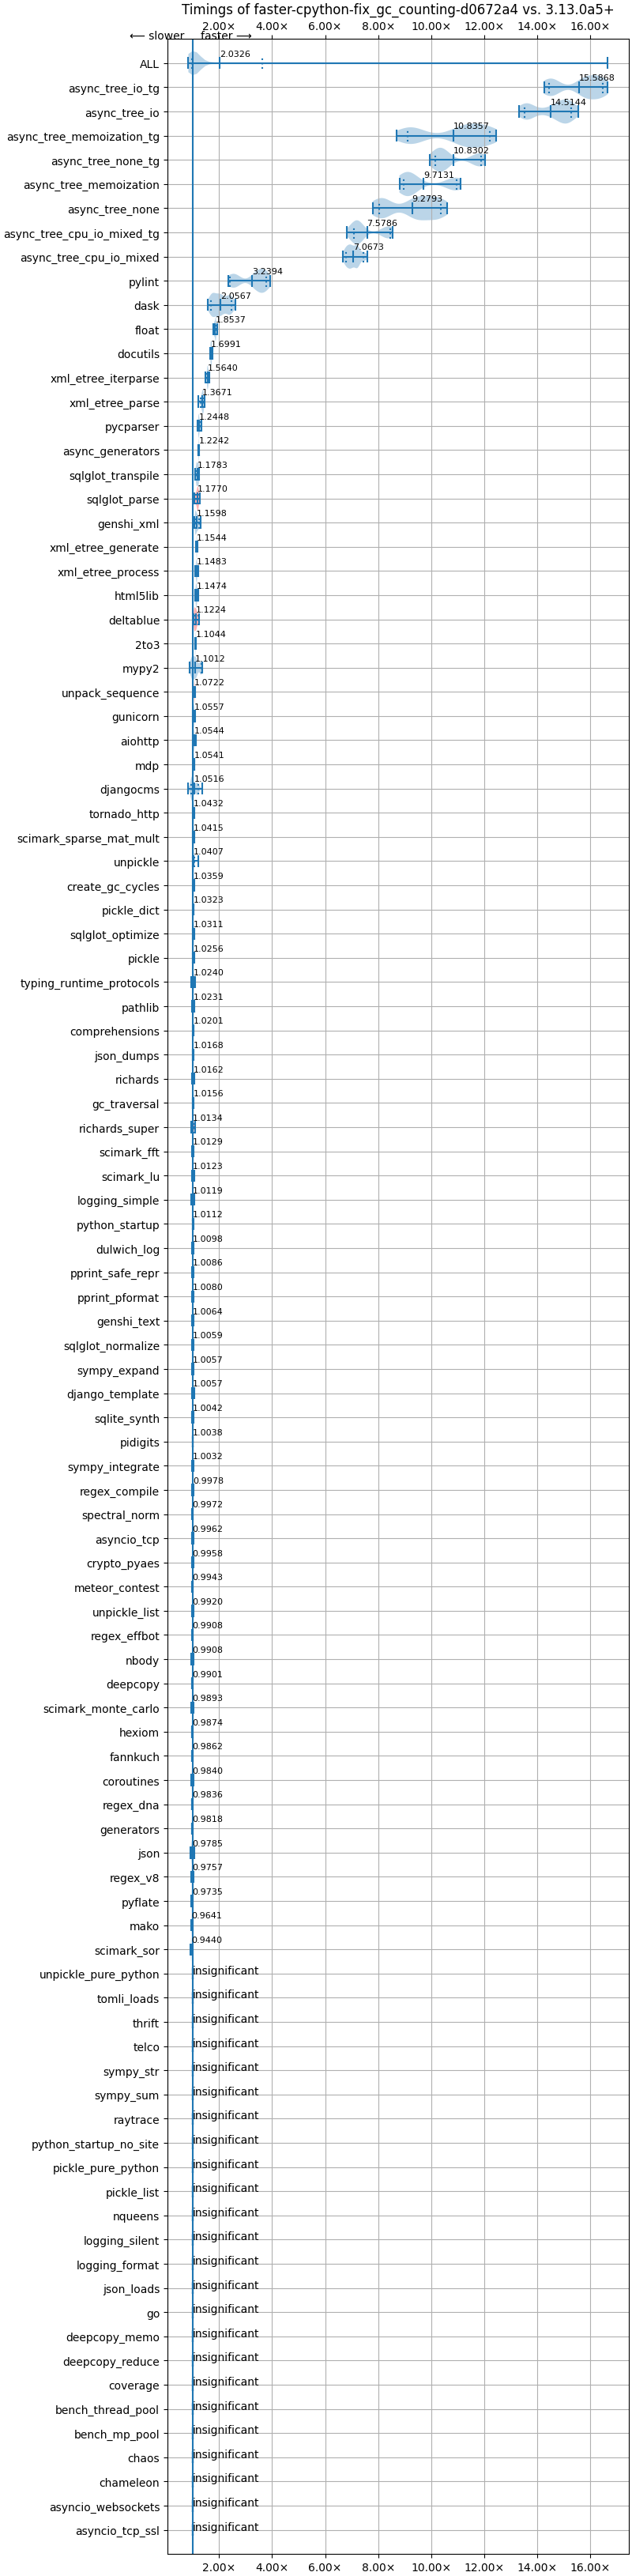 Timings of faster-cpython-fix_gc_counting-d0672a4 vs. 3.13.0a5+
2.00× 4.00× 6.00× 8.00× 10.00× 12.00× 14.00× 16.00×
⟵ slower faster ⟶
ALL 2.0326
async_tree_io_tg 15.5868
async_tree_io 14.5144
async_tree_memoization_tg 10.8357
async_tree_none_tg 10.8302
async_tree_memoization 9.7131
async_tree_none 9.2793
async_tree_cpu_io_mixed_tg 7.5786
async_tree_cpu_io_mixed 7.0673
pylint 3.2394
dask 2.0567
float 1.8537
docutils 1.6991
xml_etree_iterparse 1.5640
xml_etree_parse 1.3671
pycparser 1.2448
async_generators 1.2242
sqlglot_transpile 1.1783
sqlglot_parse 1.1770
genshi_xml 1.1598
xml_etree_generate 1.1544
xml_etree_process 1.1483
html5lib 1.1474
deltablue 1.1224
2to3 1.1044
mypy2 1.1012
unpack_sequence 1.0722
gunicorn 1.0557
aiohttp 1.0544
mdp 1.0541
djangocms 1.0516
tornado_http 1.0432
scimark_sparse_mat_mult 1.0415
unpickle 1.0407
create_gc_cycles 1.0359
pickle_dict 1.0323
sqlglot_optimize 1.0311
pickle 1.0256
typing_runtime_protocols 1.0240
pathlib 1.0231
comprehensions 1.0201
json_dumps 1.0168
richards 1.0162
gc_traversal 1.0156
richards_super 1.0134
scimark_fft 1.0129
scimark_lu 1.0123
logging_simple 1.0119
python_startup 1.0112
dulwich_log 1.0098
pprint_safe_repr 1.0086
pprint_pformat 1.0080
genshi_text 1.0064
sqlglot_normalize 1.0059
sympy_expand 1.0057
django_template 1.0057
sqlite_synth 1.0042
pidigits 1.0038
sympy_integrate 1.0032
regex_compile 0.9978
spectral_norm 0.9972
asyncio_tcp 0.9962
crypto_pyaes 0.9958
meteor_contest 0.9943
unpickle_list 0.9920
regex_effbot 0.9908
nbody 0.9908
deepcopy 0.9901
scimark_monte_carlo 0.9893
hexiom 0.9874
fannkuch 0.9862
coroutines 0.9840
regex_dna 0.9836
generators 0.9818
json 0.9785
regex_v8 0.9757
pyflate 0.9735
mako 0.9641
scimark_sor 0.9440
unpickle_pure_python insignificant
tomli_loads insignificant
thrift insignificant
telco insignificant
sympy_str insignificant
sympy_sum insignificant
raytrace insignificant
python_startup_no_site insignificant
pickle_pure_python insignificant
pickle_list insignificant
nqueens insignificant
logging_silent insignificant
logging_format insignificant
json_loads insignificant
go insignificant
deepcopy_memo insignificant
deepcopy_reduce insignificant
coverage insignificant
bench_thread_pool insignificant
bench_mp_pool insignificant
chaos insignificant
chameleon insignificant
asyncio_websockets insignificant
asyncio_tcp_ssl insignificant
2.00× 4.00× 6.00× 8.00× 10.00× 12.00× 14.00× 16.00×